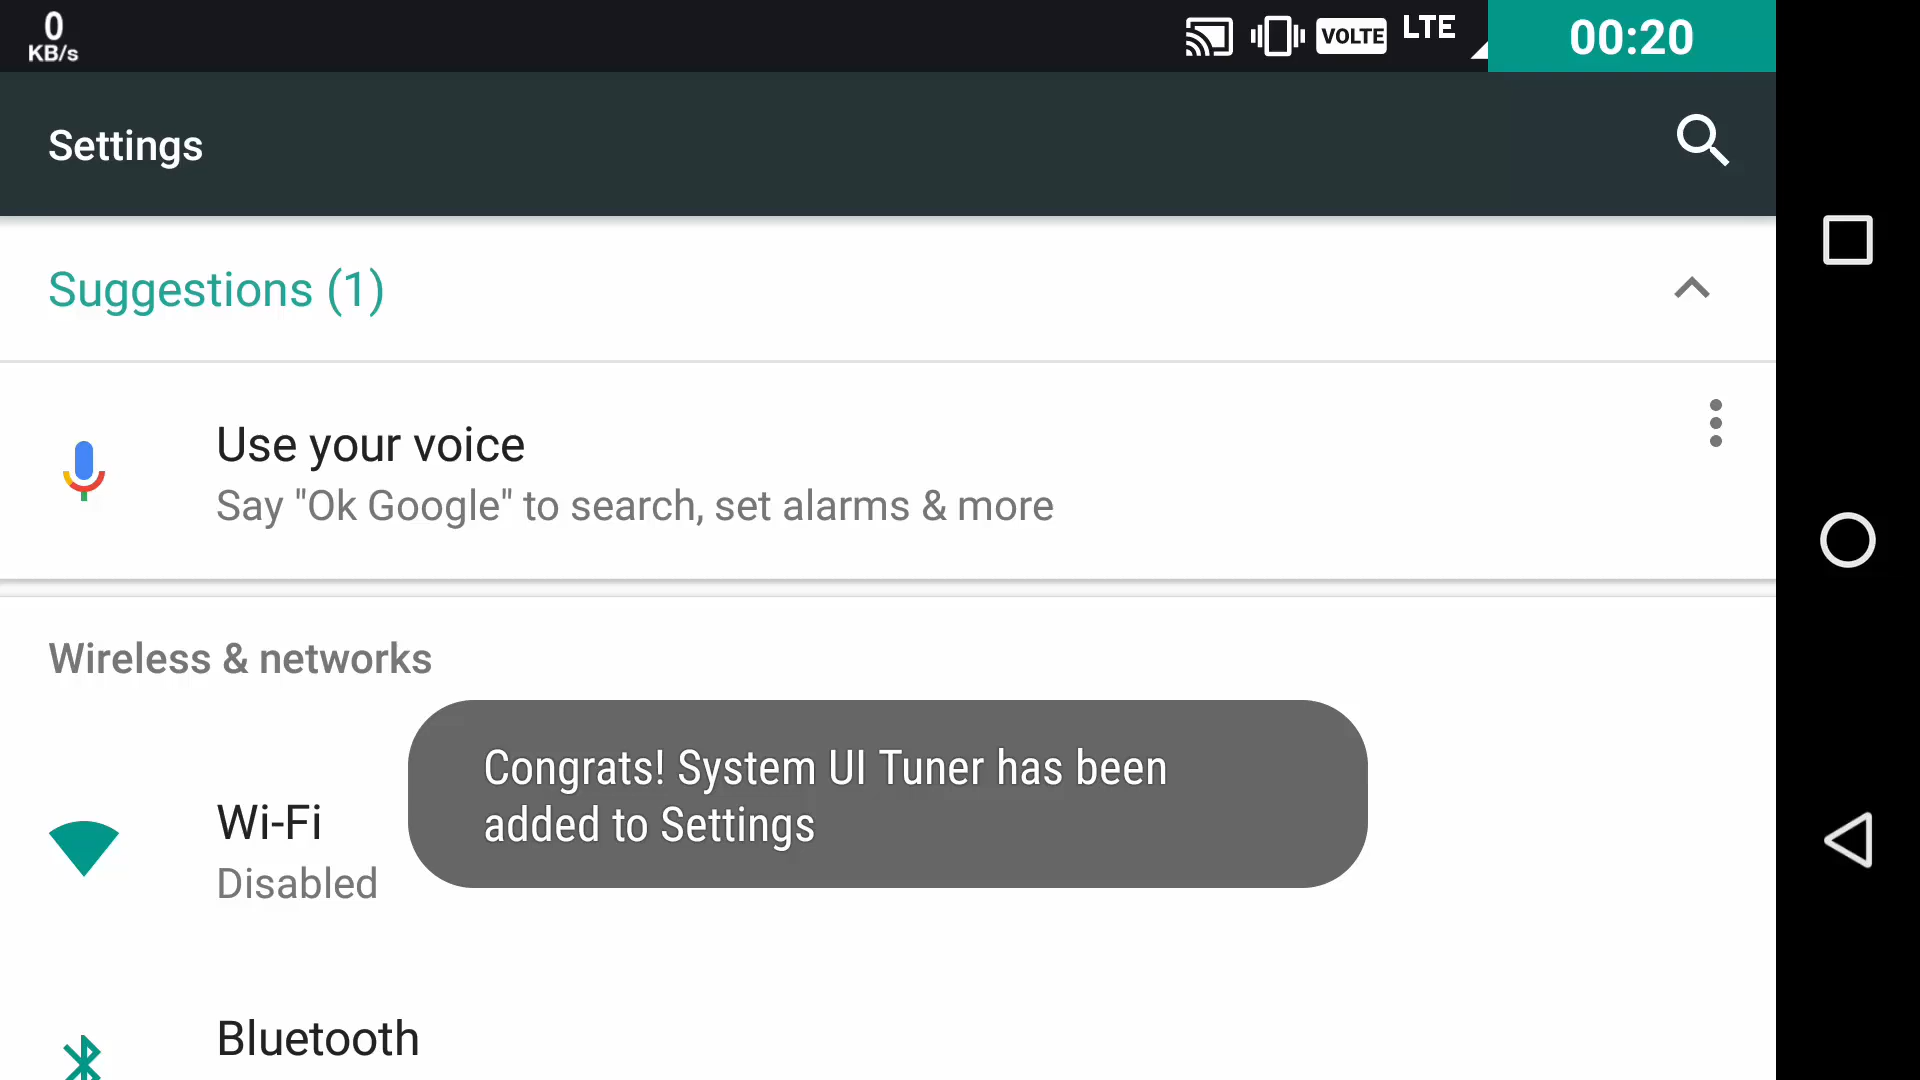 0
KB/s
VOLTE
LTE
00:20
Settings
Suggestions (1)
Use your voice
Say "Ok Google" to search, set alarms & more
Wireless & networks
Congrats! System UI Tuner has been
added to Settings
Wi-Fi
Disabled
Bluetooth